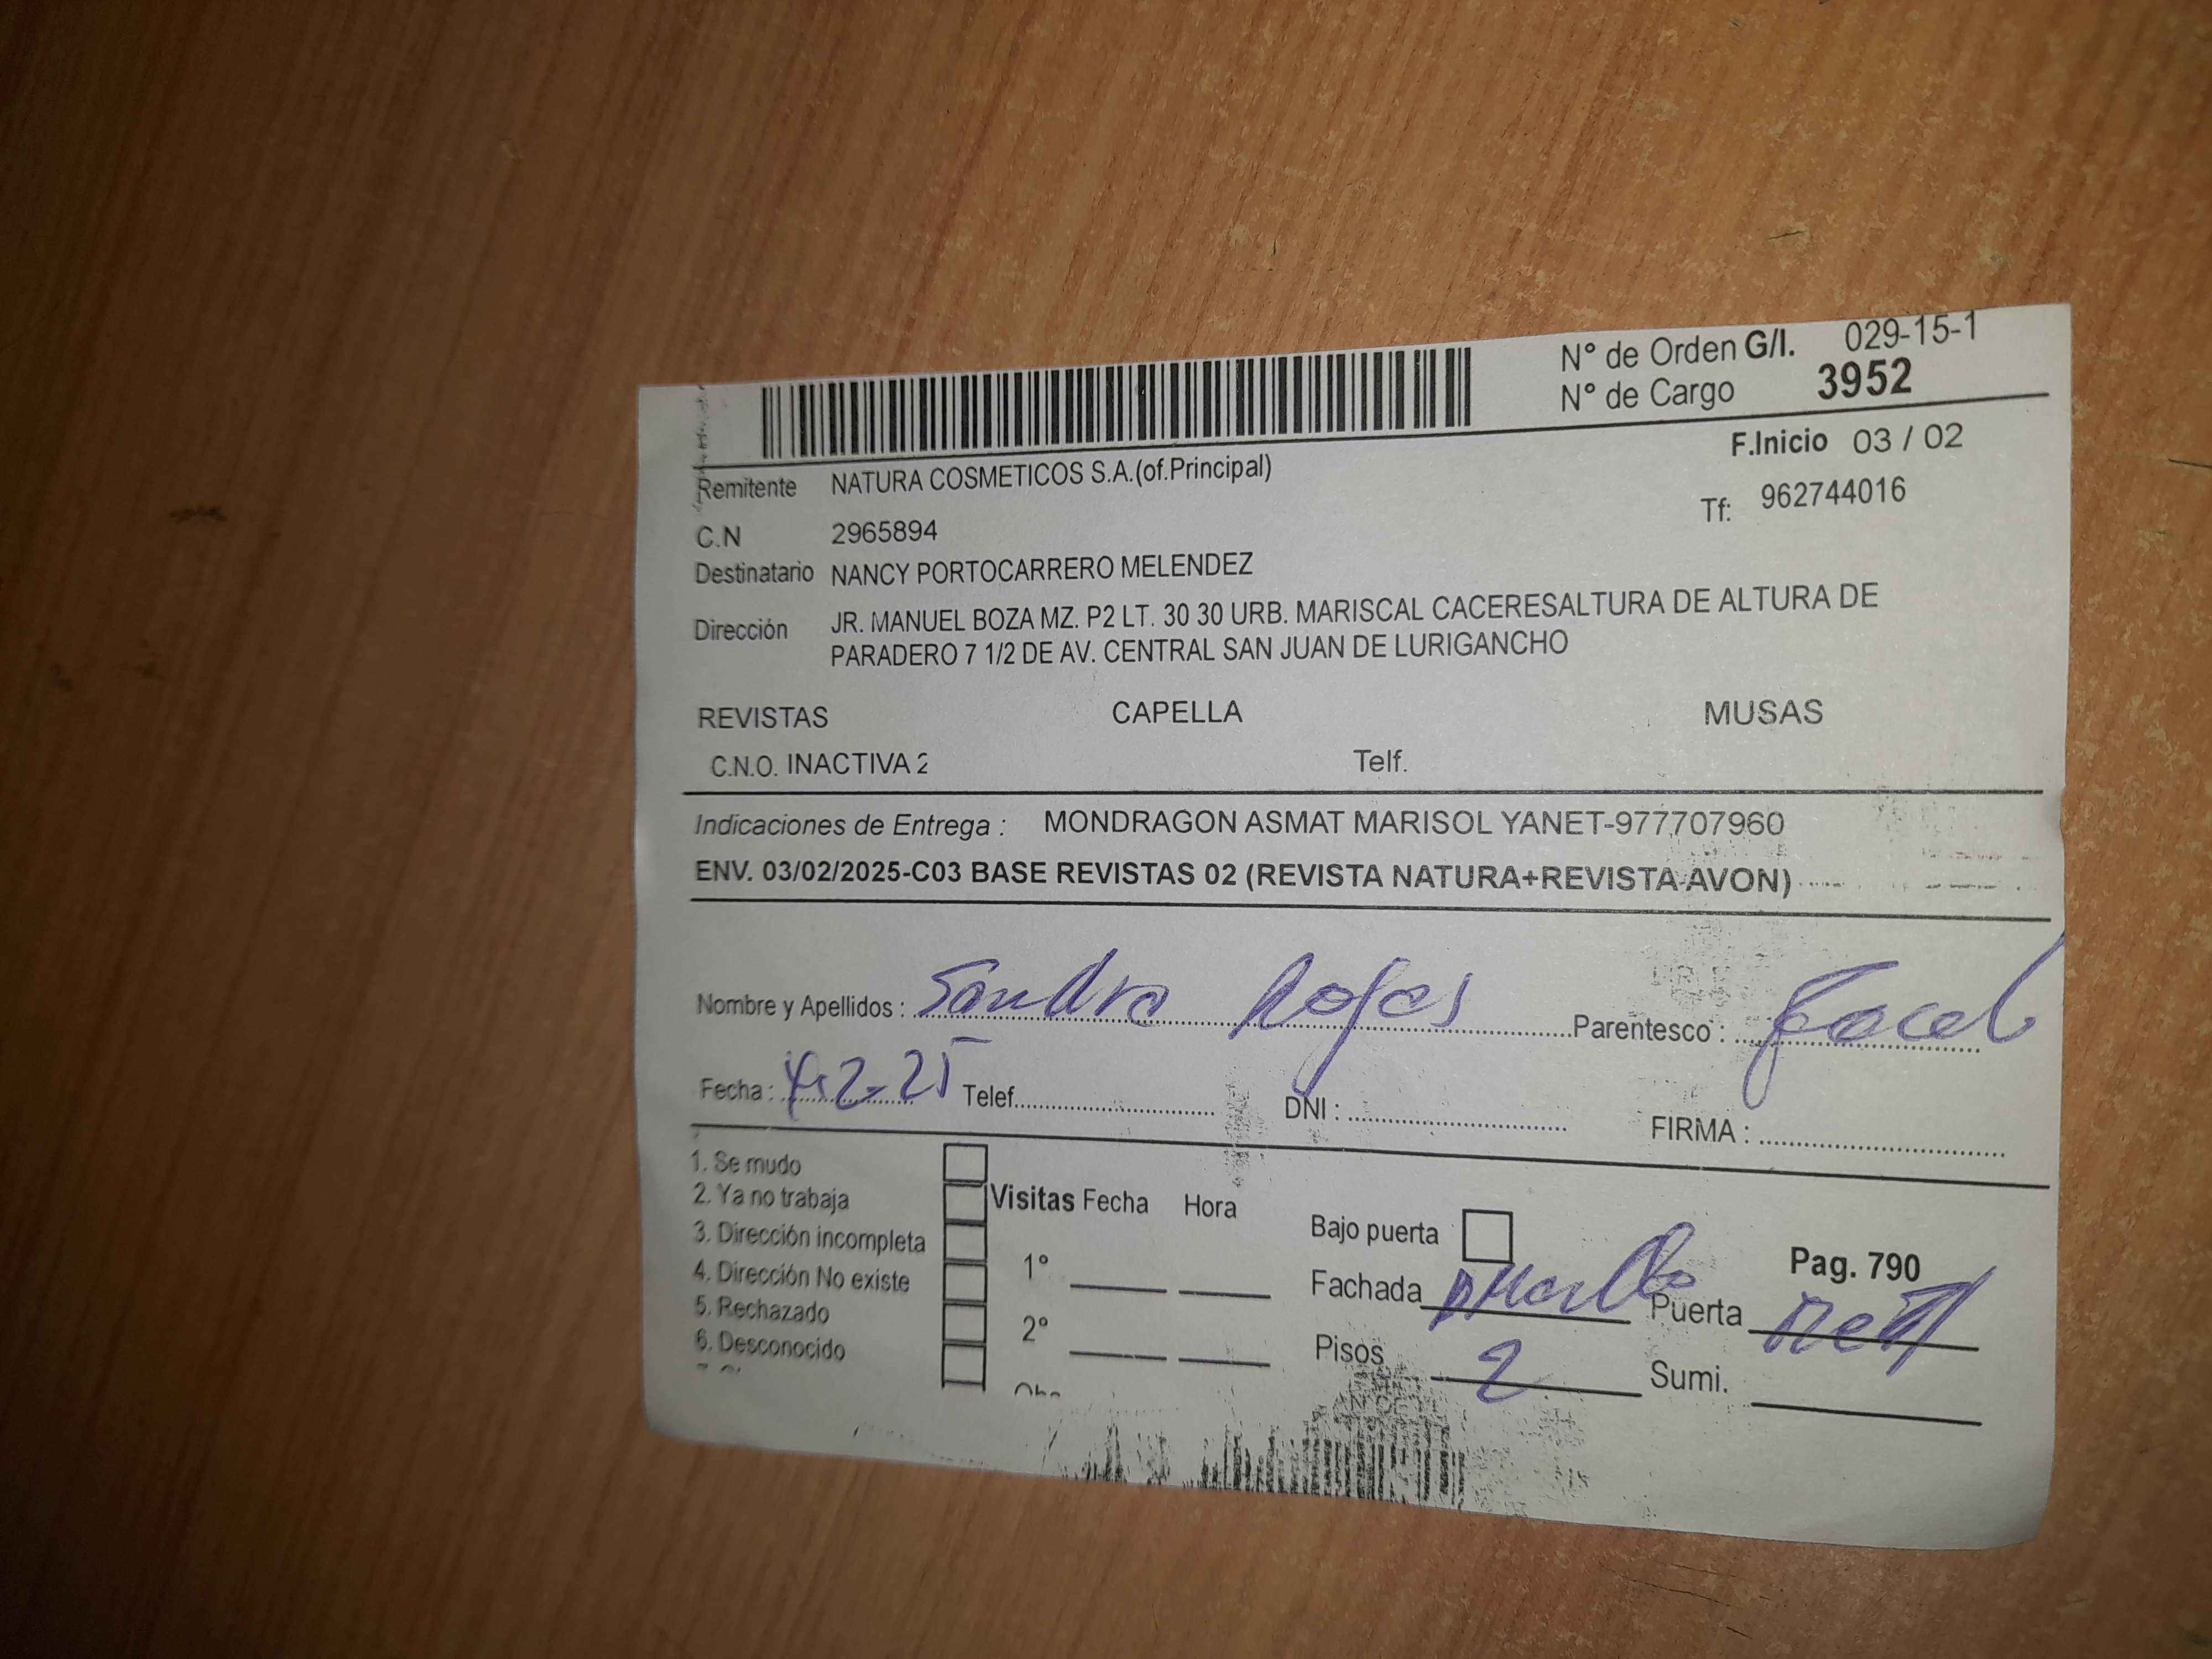 N° de Orden G/I. 029-15-1
N° de Cargo 3952
F.Inicio 03 / 02
Remitente NATURA COSMETICOS S.A.(of.Principal)
Tf: 962744016
C.N 2965894
Destinatario NANCY PORTOCARRERO MELENDEZ
Dirección JR. MANUEL BOZA MZ. P2 LT. 30 30 URB. MARISCAL CACERESALTURA DE ALTURA DE
PARADERO 7 1/2 DE AV. CENTRAL SAN JUAN DE LURIGANCHO
REVISTAS CAPELLA MUSAS
C.N.O. INACTIVA 2 Telf.
Indicaciones de Entrega : MONDRAGON ASMAT MARISOL YANET-977707960
ENV. 03/02/2025-C03 BASE REVISTAS 02 (REVISTA NATURA+REVISTA AVON)
Nombre y Apellidos : Sandra Rojas Parentesco :
Fecha : 4-2-25 Telef. DNI : FIRMA :
1. Se mudo
2. Ya no trabaja
3. Dirección incompleta
4. Dirección No existe
5. Rechazado
6. Desconocido
Visitas Fecha Hora
1°
2°
Bajo puerta
Pag. 790
Fachada Puerta
Pisos 2 Sumi.